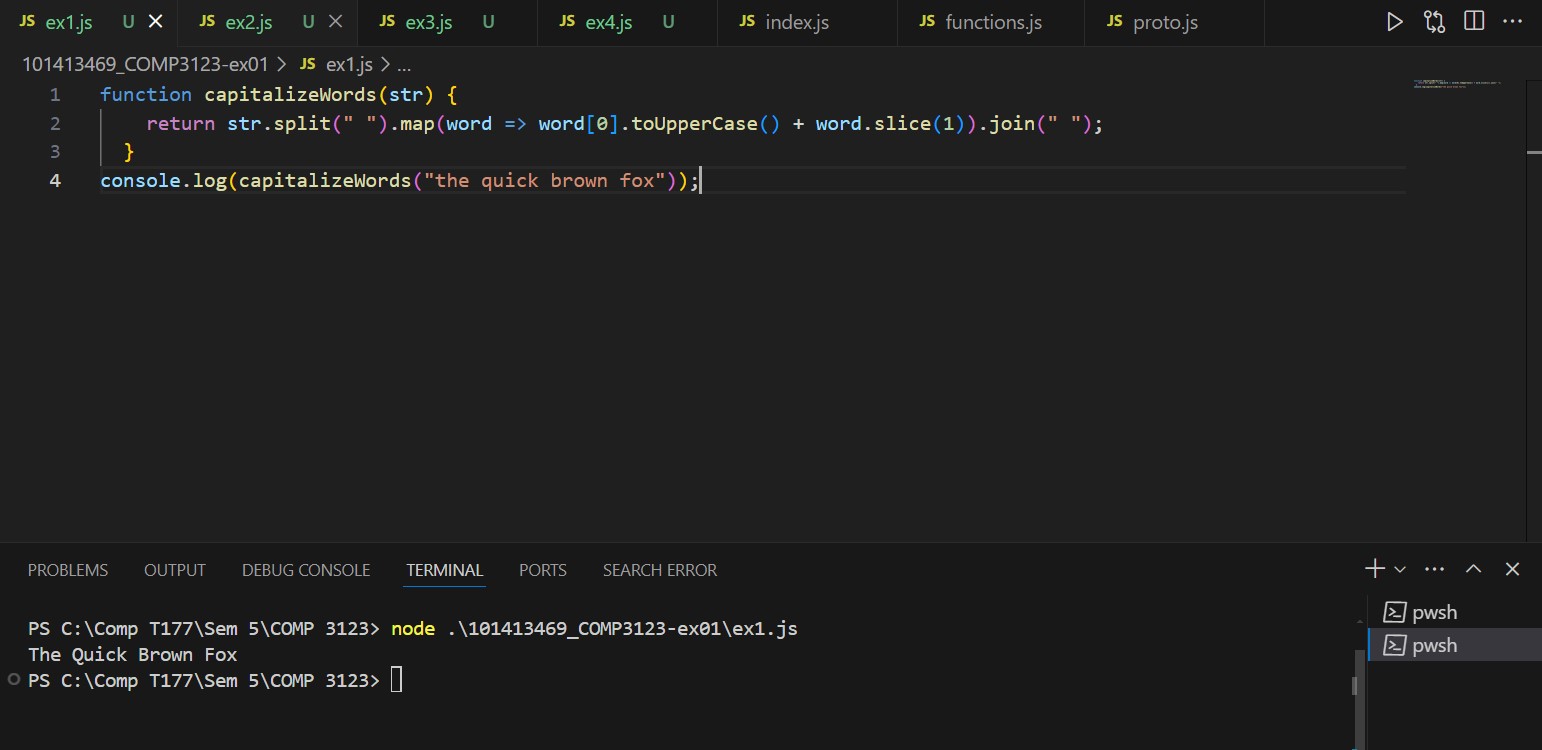 JS ex1.js U JS ex2.js U JS ex3.js U JS ex4.js U JS index.js JS functions.js JS proto.js
101413469_COMP3123-ex01 > JS ex1.js > ...
1 function capitalizeWords(str) {
2 return str.split(" ").map(word => word[0].toUpperCase() + word.slice(1)).join(" ");
3 }
4 console.log(capitalizeWords("the quick brown fox"));
PROBLEMS OUTPUT DEBUG CONSOLE TERMINAL PORTS SEARCH ERROR
PS C:\Comp T177\Sem 5\COMP 3123> node .\101413469_COMP3123-ex01\ex1.js
The Quick Brown Fox
PS C:\Comp T177\Sem 5\COMP 3123>
pwsh
pwsh